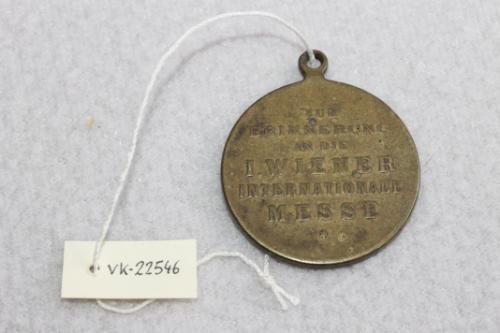 ZUR
ERINNERUNG
AN DIE
I. WIENER
INTERNATIONALE
MESSE
VK-22546